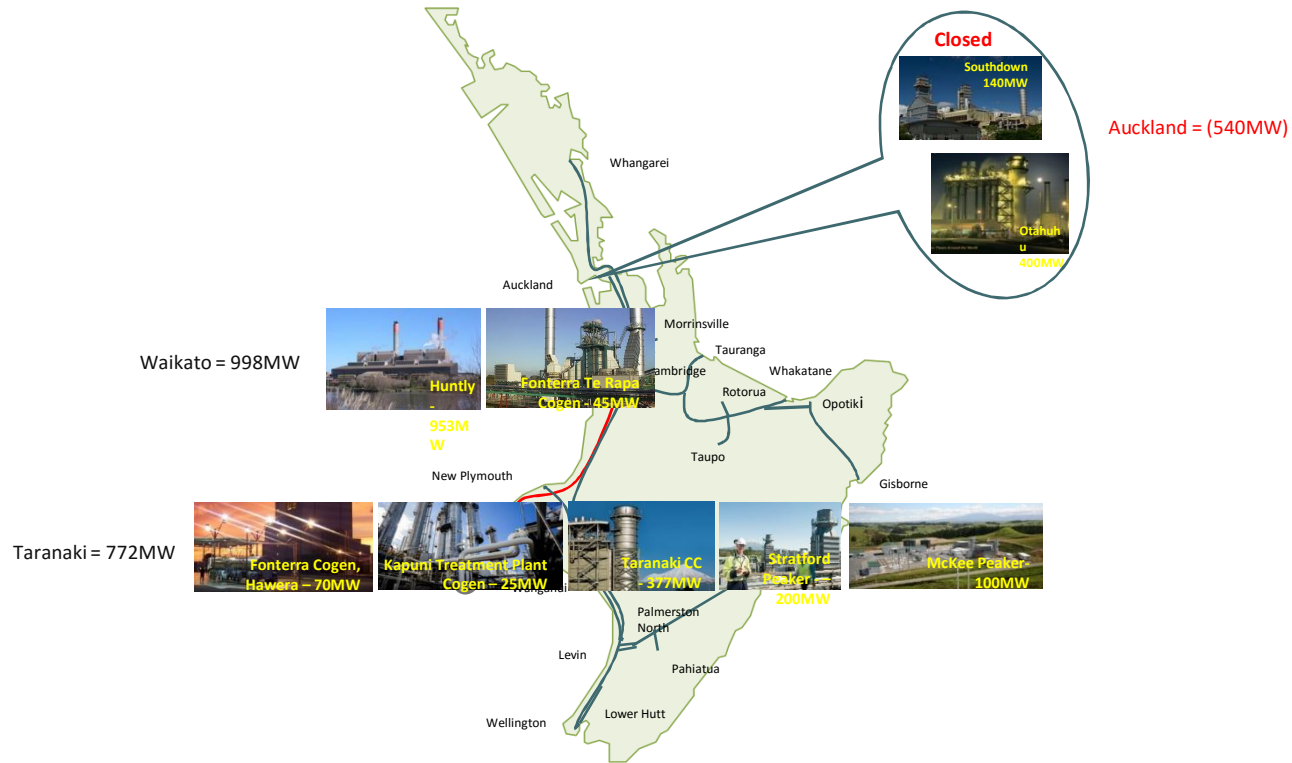 Closed
Southdown
140MW
Auckland = (540MW)
Otahuh
u
400MW
Whangarei
Auckland
Morrinsville
Tauranga
Waikato = 998MW
ambridge
Whakatane
Huntly
-
953M
W
Fonterra Te Rapa
Cogen - 45MW
Rotorua
Opotiki
Taupo
New Plymouth
Gisborne
Taranaki = 772MW
Fonterra Cogen,
Hawera – 70MW
Kapuni Treatment Plant
Cogen – 25MW
Taranaki CC
- 377MW
Stratford
Peaker - –
200MW
McKee Peaker-
100MW
Wanganui
Palmerston
North
Levin
Pahiatua
Wellington
Lower Hutt